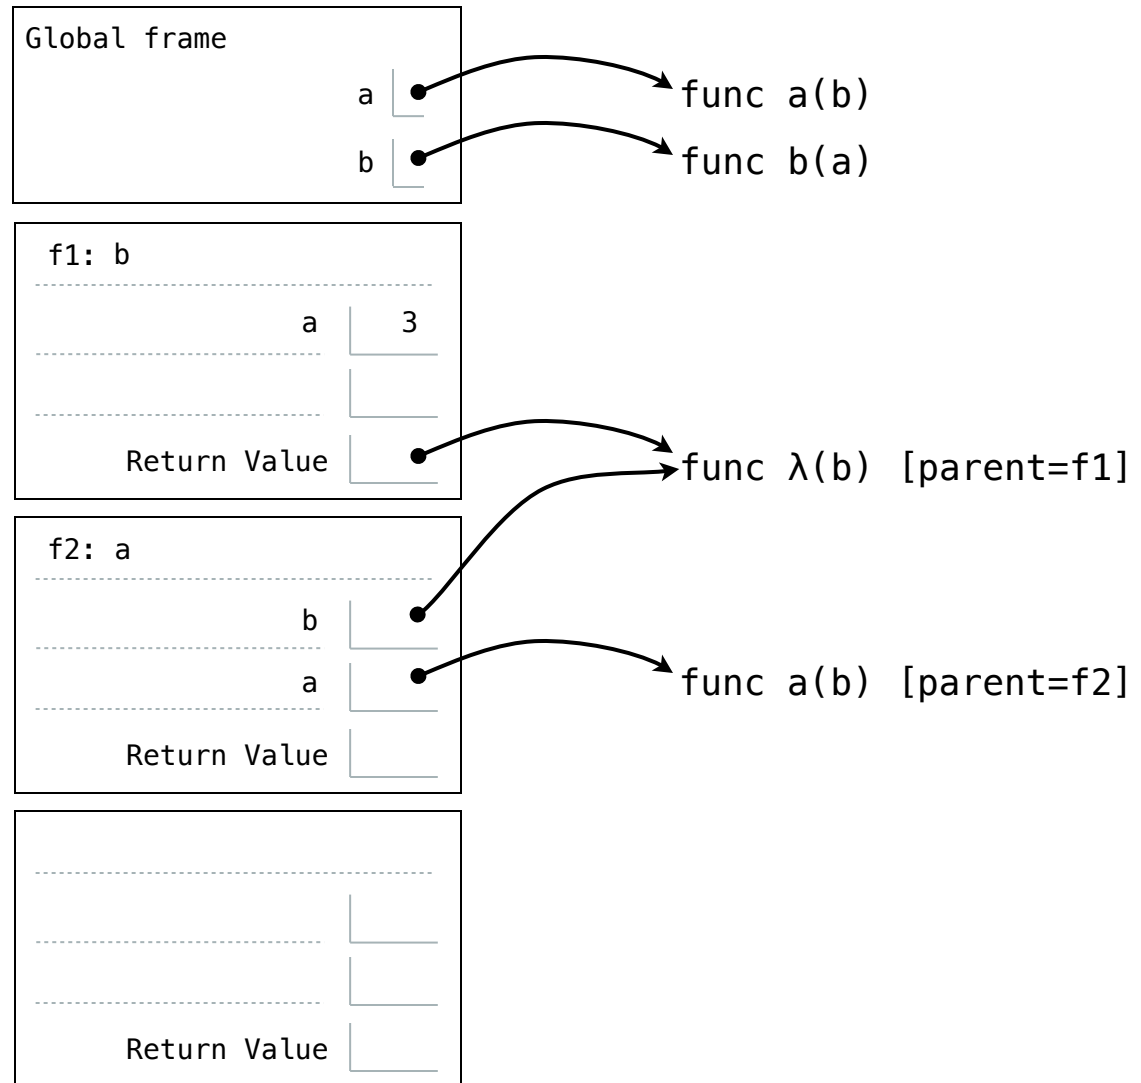 Global frame
a
func a(b)
b
func b(a)
f1: b
a 3
Return Value
func λ(b) [parent=f1]
f2: a
b
a
func a(b) [parent=f2]
Return Value
Return Value